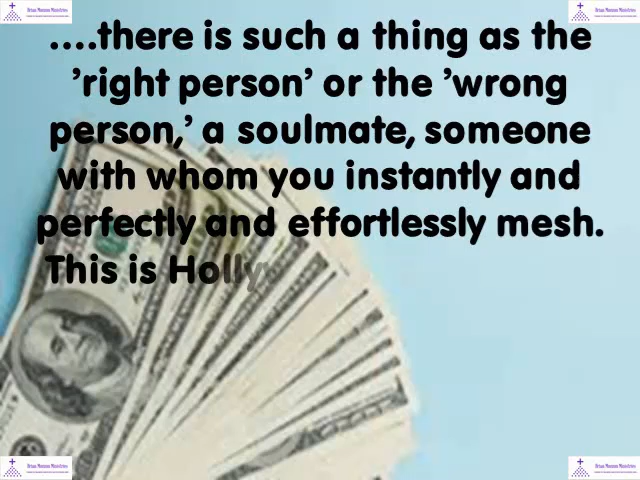 ....there is such a thing as the
'right person' or the 'wrong
person,' a soulmate, someone
with whom you instantly and
perfectly and effortlessly mesh.
This is Holly